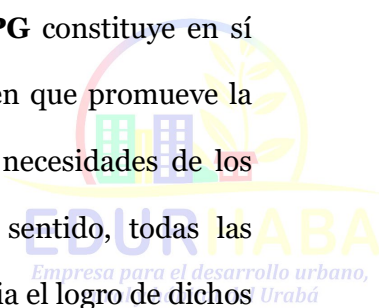 PG constituye en sí
en que promueve la
necesidades de los
EDURHABA
sentido, todas las
Empresa para el desarrollo urbano,
ia el logro de dichos
Urabá